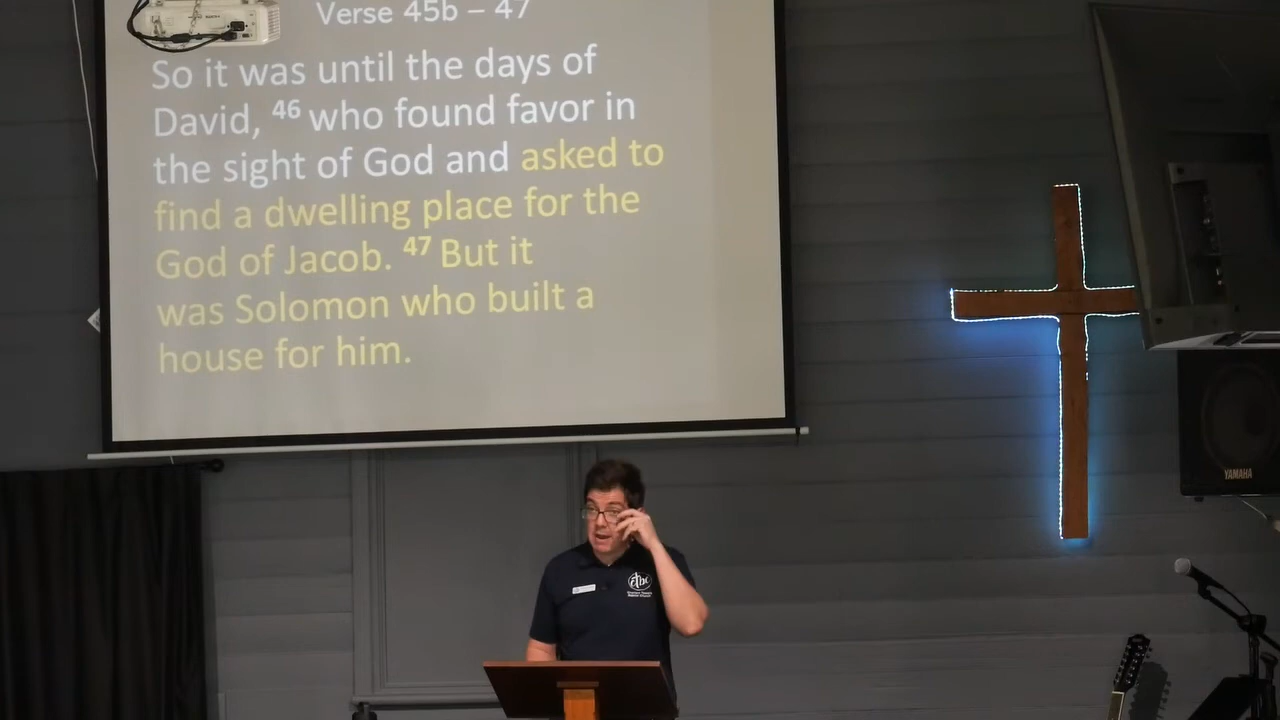 Verse 45b – 47
So it was until the days of
David, 46 who found favor in
the sight of God and asked to
find a dwelling place for the
God of Jacob. 47 But it
was Solomon who built a
house for him.
YAMAHA